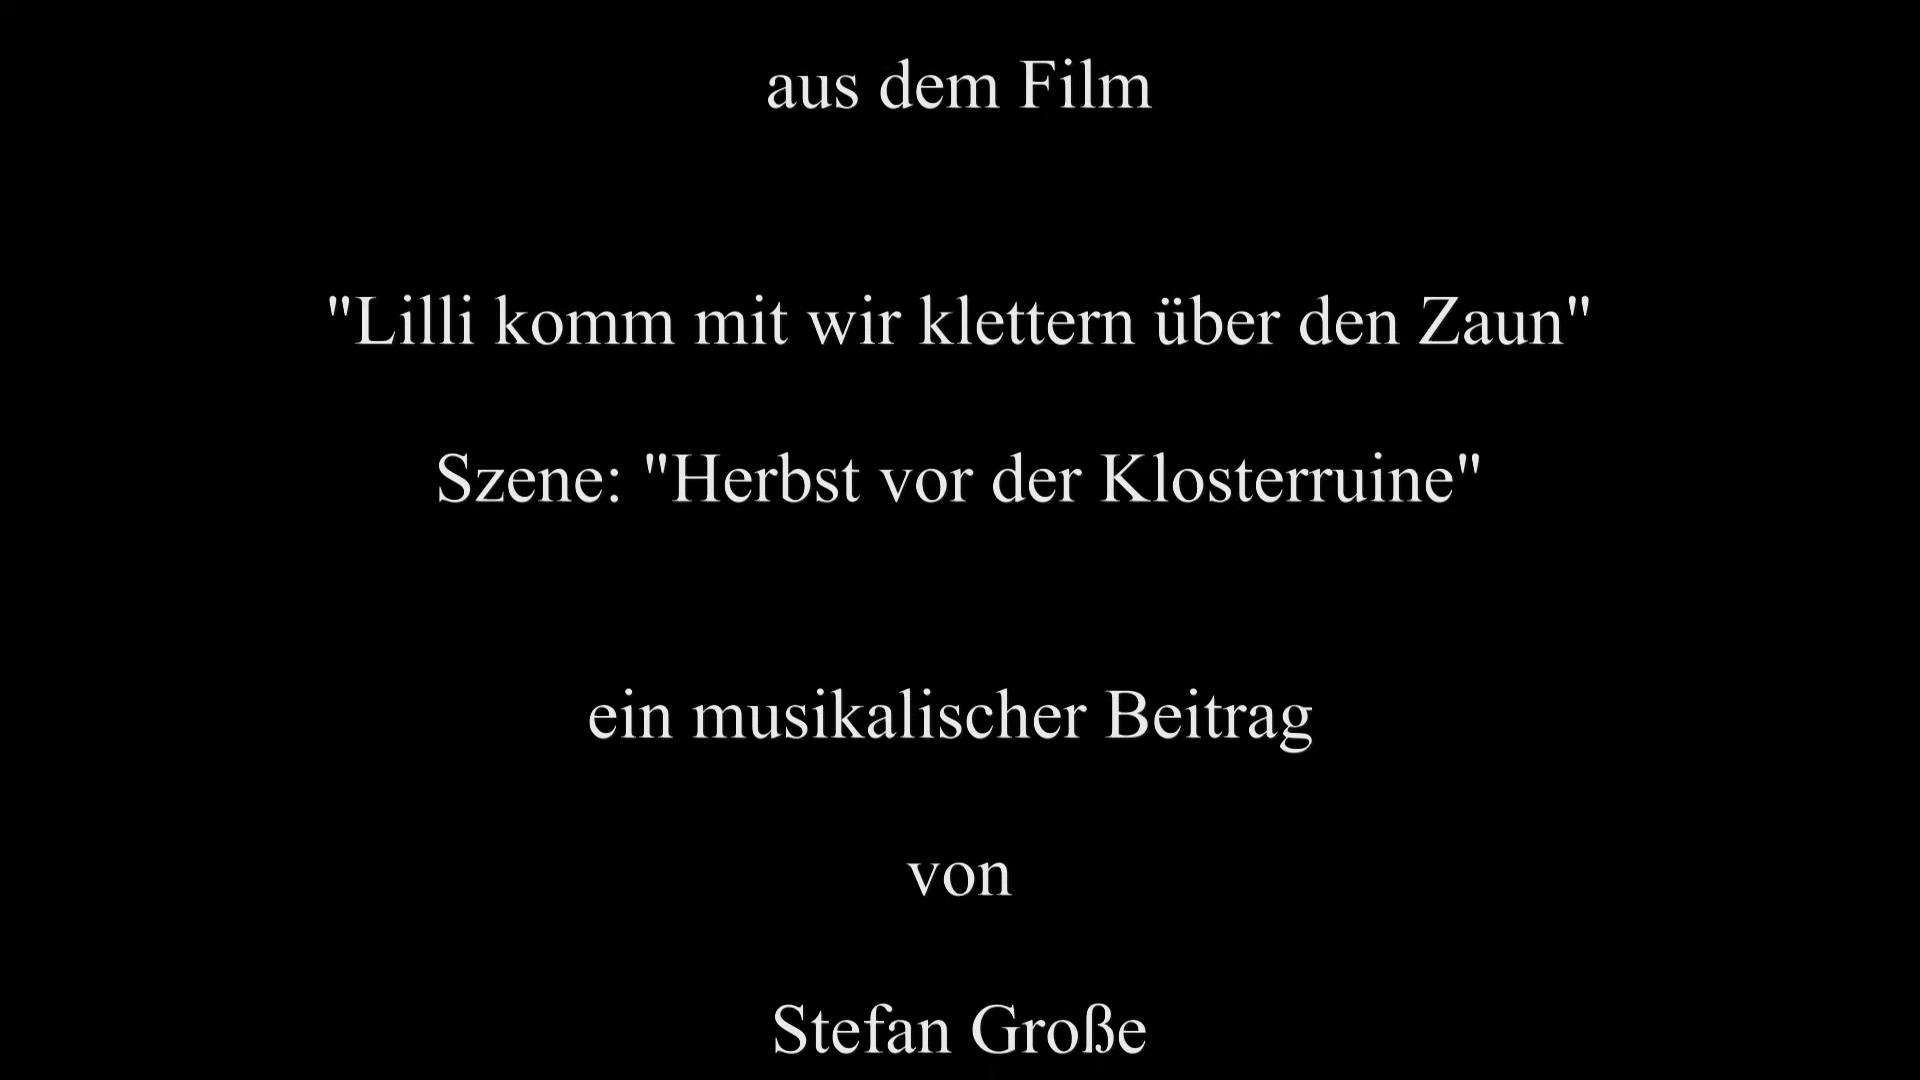 aus dem Film
"Lilli komm mit wir klettern über den Zaun"
Szene: "Herbst vor der Klosterruine"
ein musikalischer Beitrag
von
Stefan Große